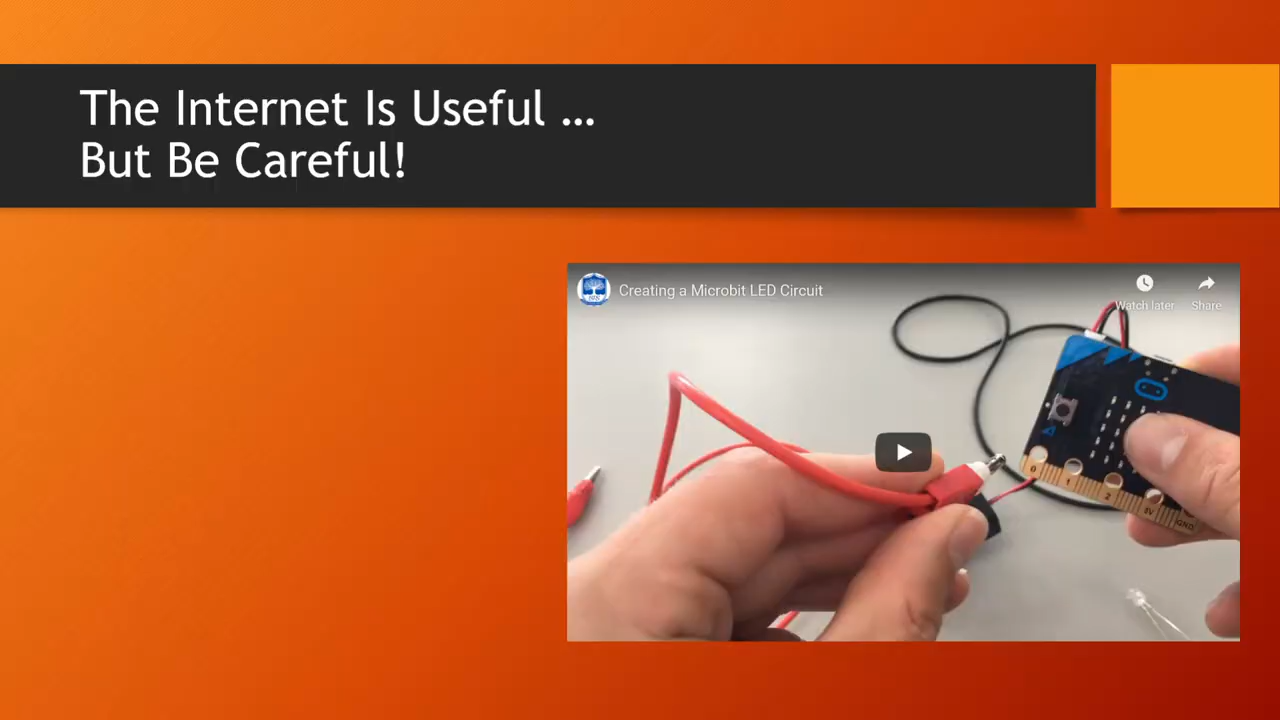 The Internet Is Useful ...
But Be Careful!
Creating a Microbit LED Circuit
Watch later
Share
0
1
2
3V
GND